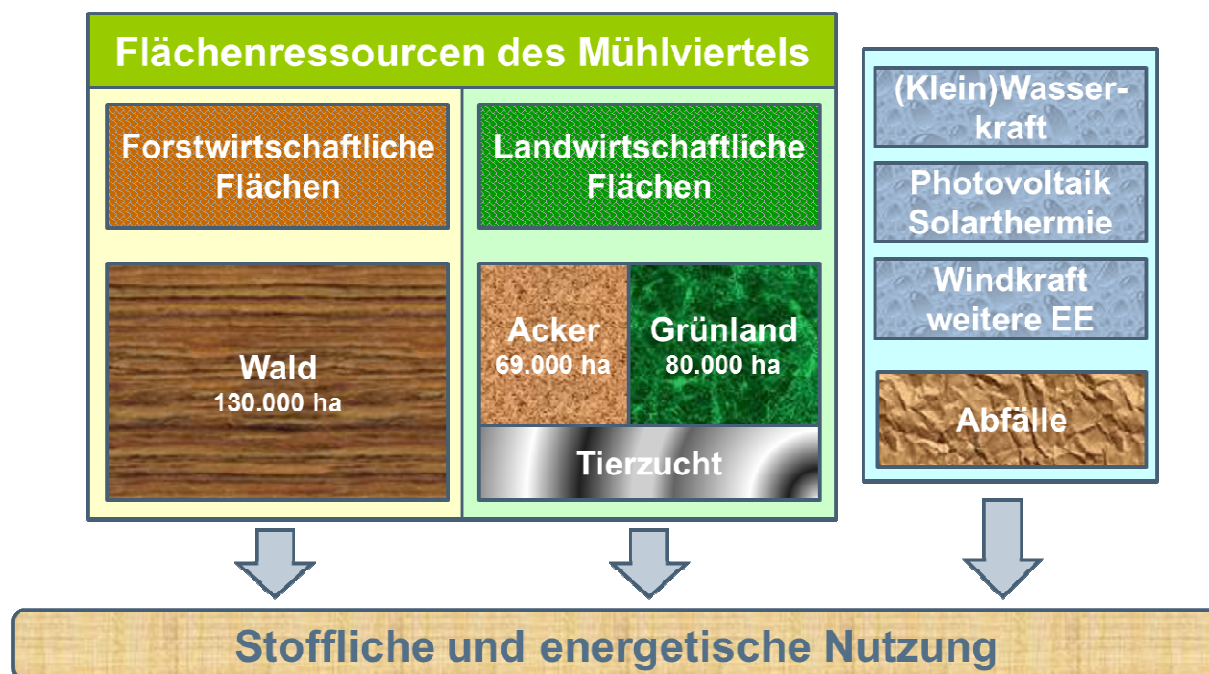 Flächenressourcen des Mühlviertels
Forstwirtschaftliche
Flächen
Wald
130.000 ha
Landwirtschaftliche
Flächen
Acker
69.000 ha
Grünland
80.000 ha
Tierzucht
(Klein)Wasser-
kraft
Photovoltaik
Solarthermie
Windkraft
weitere EE
Abfälle
Stoffliche und energetische Nutzung